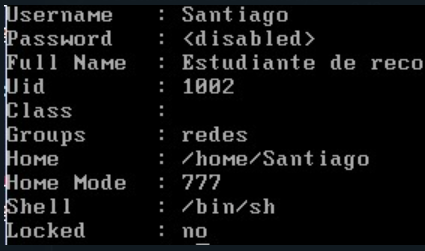 Username : Santiago
Password : <disabled>
Full Name : Estudiante de reco
Uid : 1002
Class :
Groups : redes
Home : /home/Santiago
Home Mode : 777
Shell : /bin/sh
Locked : no